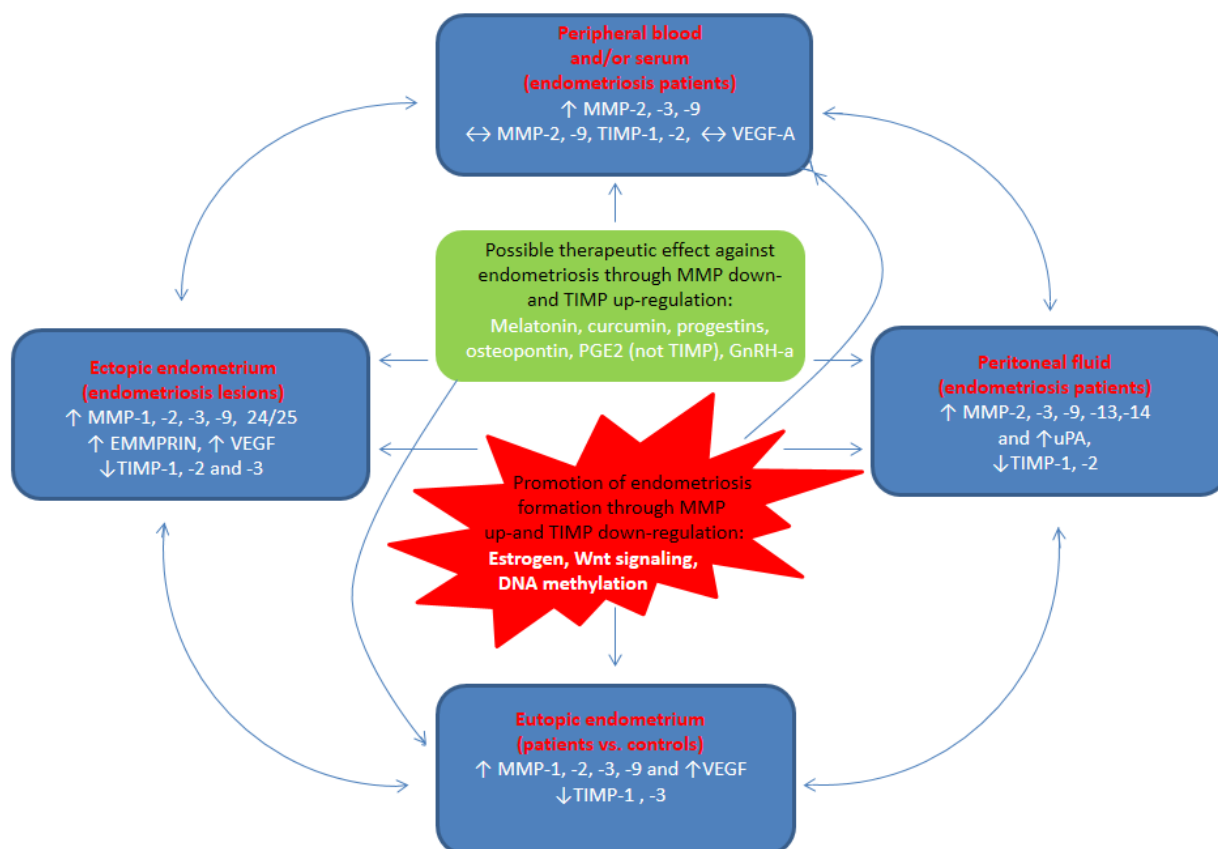 Peripheral blood
and/or serum
(endometriosis patients)
↑ MMP-2, -3, -9
↔ MMP-2, -9, TIMP-1, -2, ↔ VEGF-A
Possible therapeutic effect against
endometriosis through MMP down-
and TIMP up-regulation:
Melatonin, curcumin, progestins,
osteopontin, PGE2 (not TIMP), GnRH-a
Ectopic endometrium
(endometriosis lesions)
↑ MMP-1, -2, -3, -9, 24/25
↑ EMMPRIN, ↑ VEGF
↓TIMP-1, -2 and -3
Peritoneal fluid
(endometriosis patients)
↑ MMP-2, -3, -9, -13,-14
and ↑uPA,
↓TIMP-1, -2
Promotion of endometriosis
formation through MMP
up-and TIMP down-regulation:
Estrogen, Wnt signaling,
DNA methylation
Eutopic endometrium
(patients vs. controls)
↑ MMP-1, -2, -3, -9 and ↑VEGF
↓TIMP-1 , -3